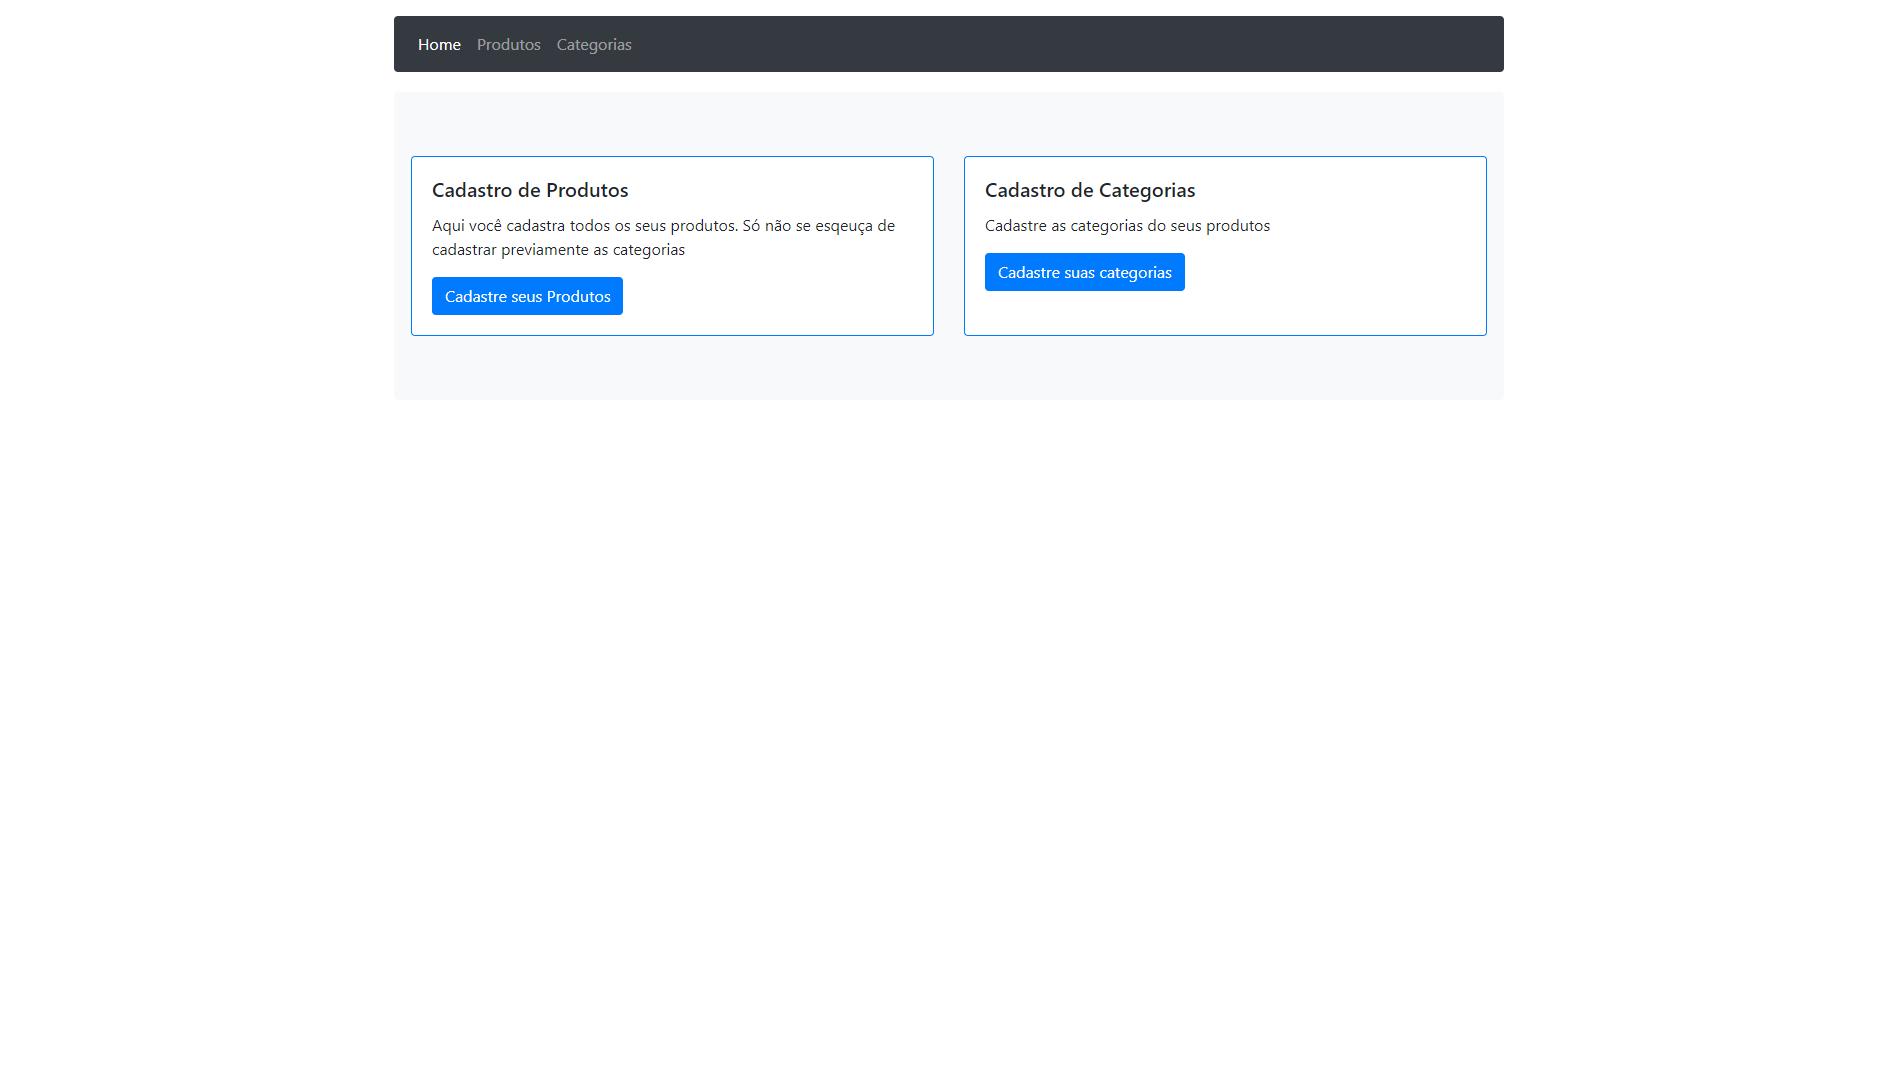 Home Produtos Categorias
Cadastro de Produtos
Aqui você cadastra todos os seus produtos. Só não se esqeuça de
cadastrar previamente as categorias
Cadastre seus Produtos
Cadastro de Categorias
Cadastre as categorias do seus produtos
Cadastre suas categorias